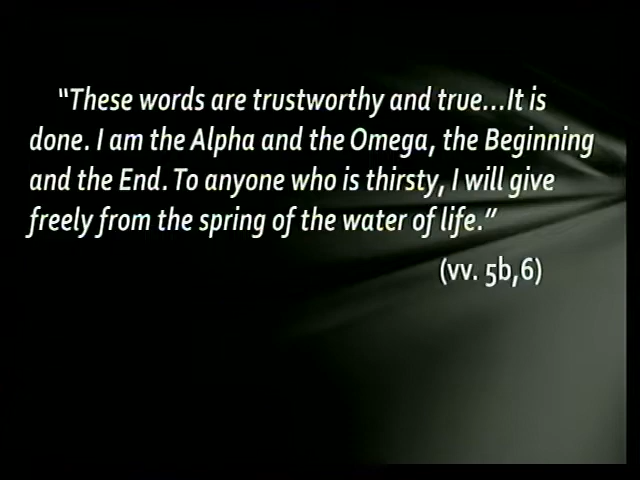 “These words are trustworthy and true...It is
done. I am the Alpha and the Omega, the Beginning
and the End. To anyone who is thirsty, I will give
freely from the spring of the water of life.”
(vv. 5b,6)